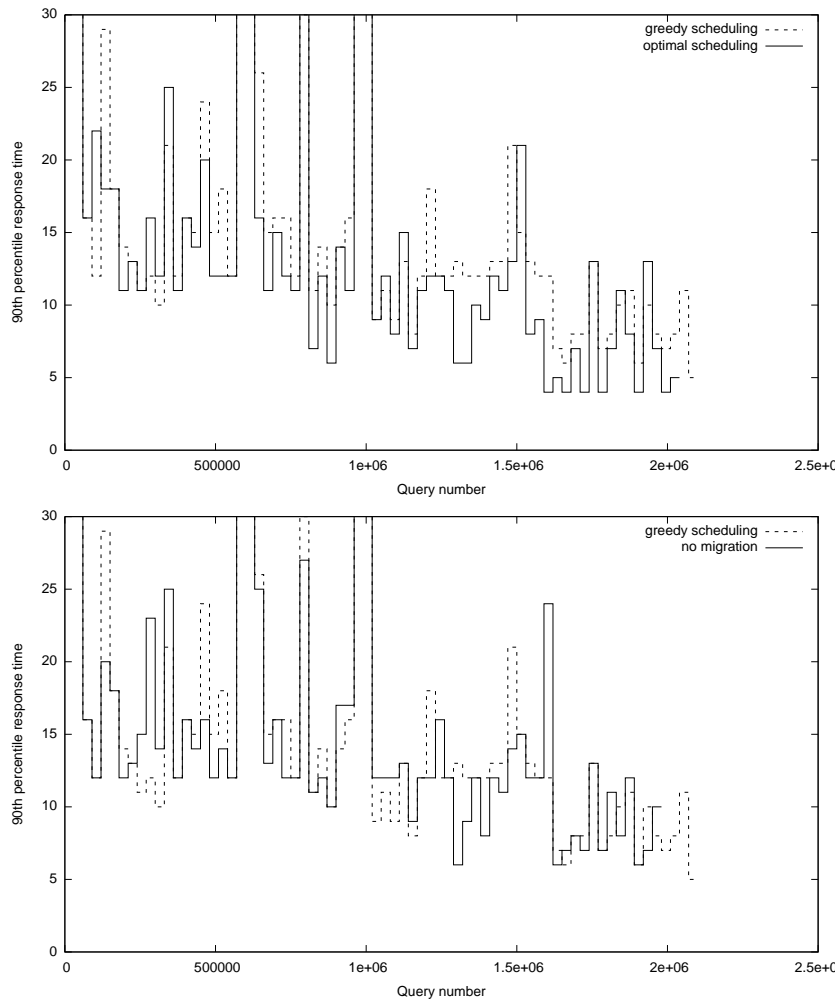 30
25
20
15
10
5
0
90th percentile response time
greedy scheduling
optimal scheduling
0 500000 1e+06 1.5e+06 2e+06 2.5e+0
Query number
30
25
20
15
10
5
0
90th percentile response time
greedy scheduling
no migration
0 500000 1e+06 1.5e+06 2e+06 2.5e+0
Query number